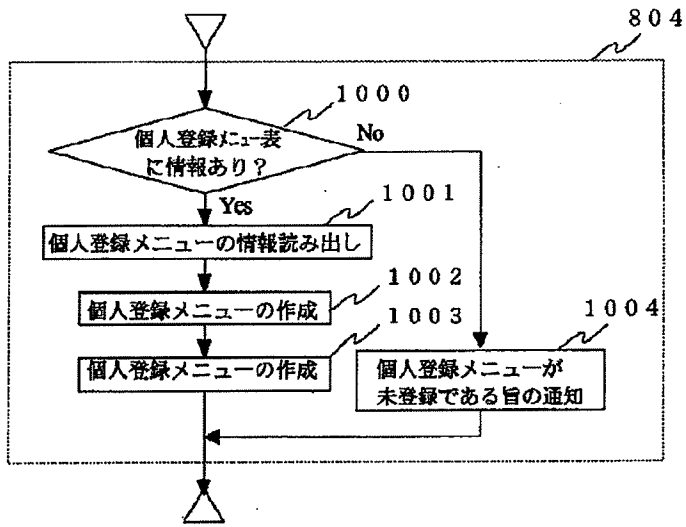 804
1000
個人登録メニュー表
に情報あり？
No
Yes
1001
個人登録メニューの情報読み出し
1002
個人登録メニューの作成
1003
個人登録メニューの作成
1004
個人登録メニューが
未登録である旨の通知